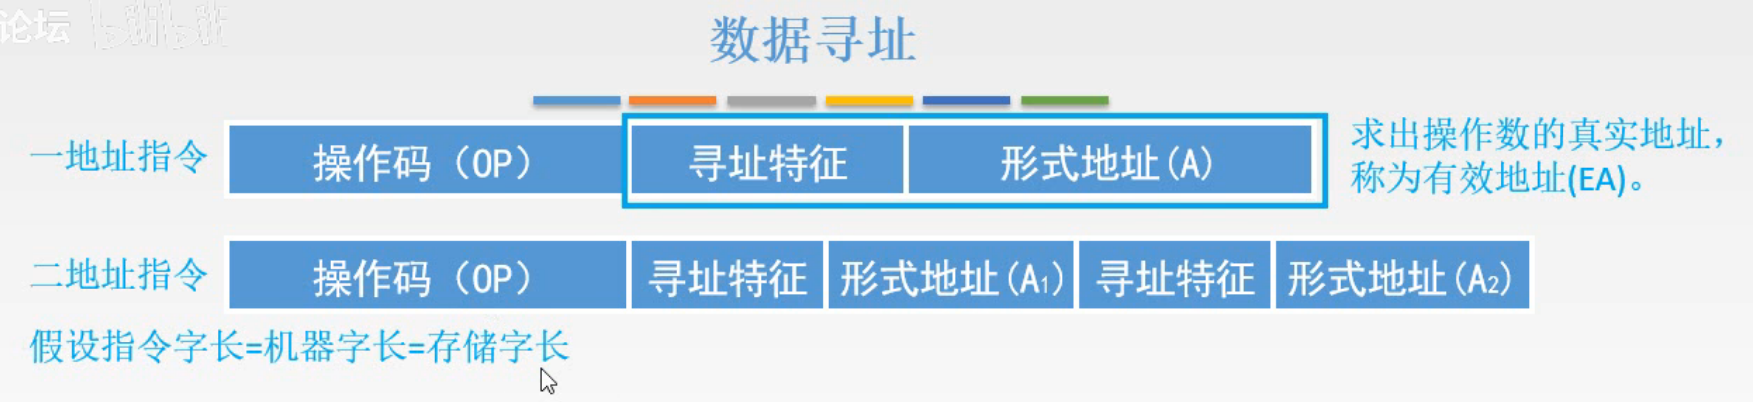 论坛 bilibili
数据寻址
一地址指令 操作码（OP） 寻址特征 形式地址(A) 求出操作数的真实地址，
称为有效地址(EA)。
二地址指令 操作码（OP） 寻址特征 形式地址(A₁) 寻址特征 形式地址(A₂)
假设指令字长=机器字长=存储字长